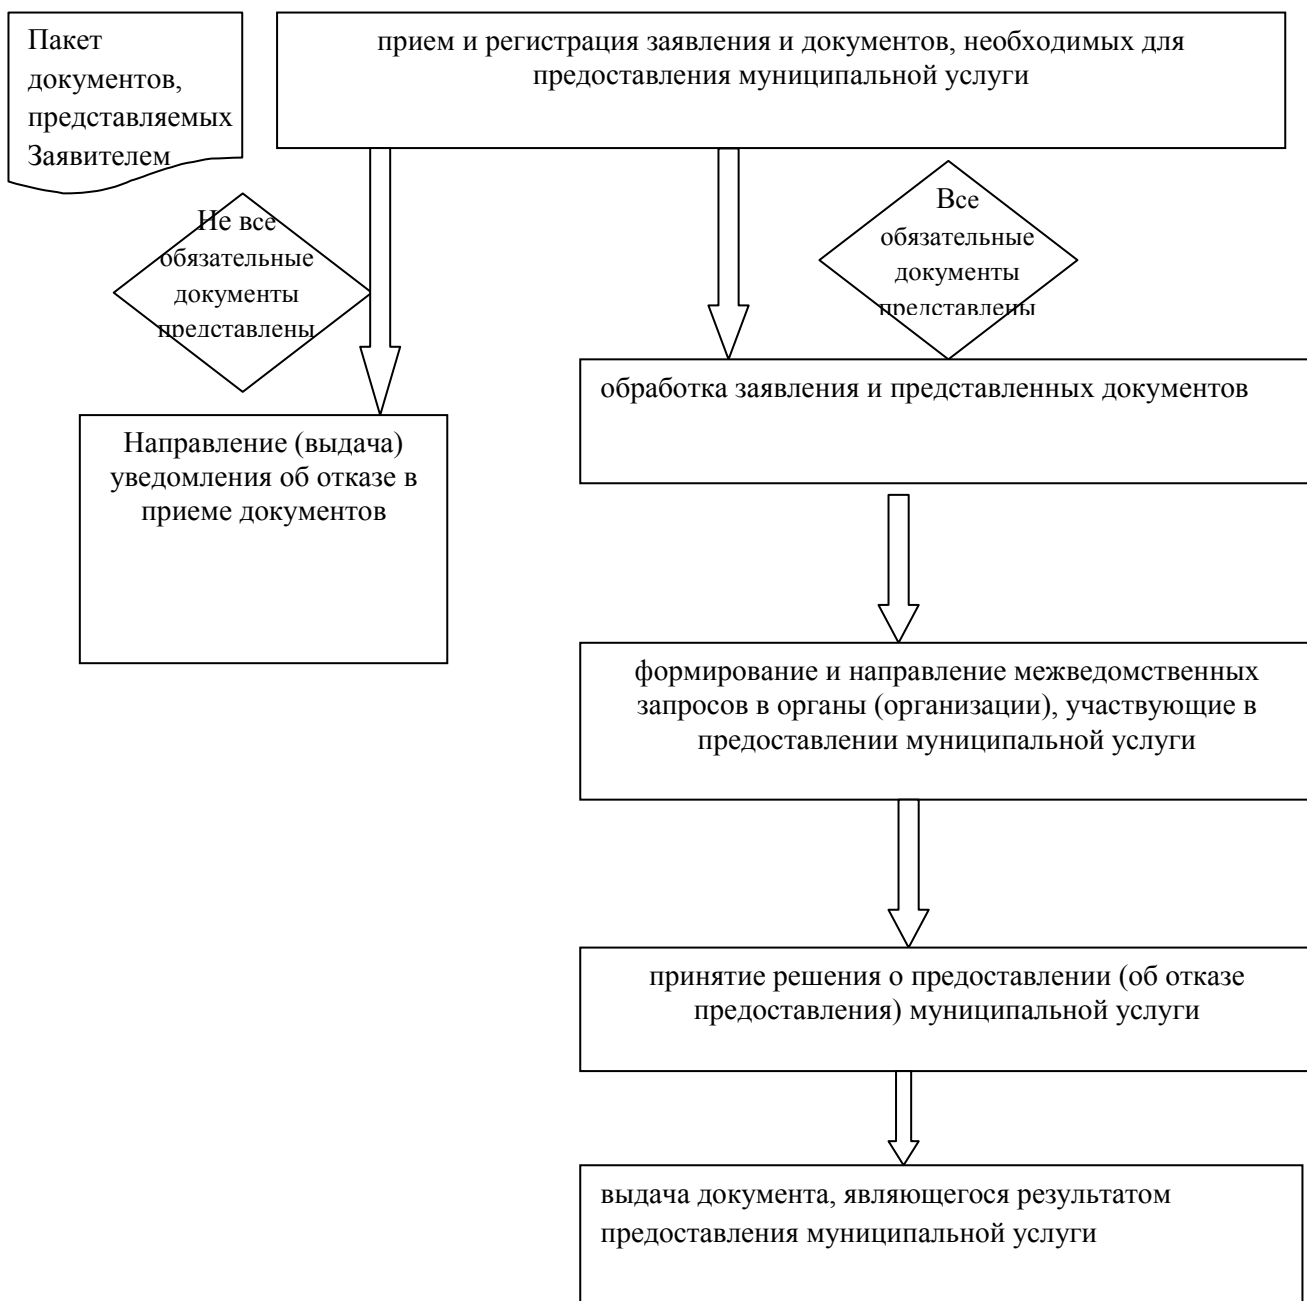 Пакет
документов,
представляемых
Заявителем
прием и регистрация заявления и документов, необходимых для
предоставления муниципальной услуги
Не все
обязательные
документы
представлены
Все
обязательные
документы
представлены
Направление (выдача)
уведомления об отказе в
приеме документов
обработка заявления и представленных документов
формирование и направление межведомственных
запросов в органы (организации), участвующие в
предоставлении муниципальной услуги
принятие решения о предоставлении (об отказе
предоставления) муниципальной услуги
выдача документа, являющегося результатом
предоставления муниципальной услуги